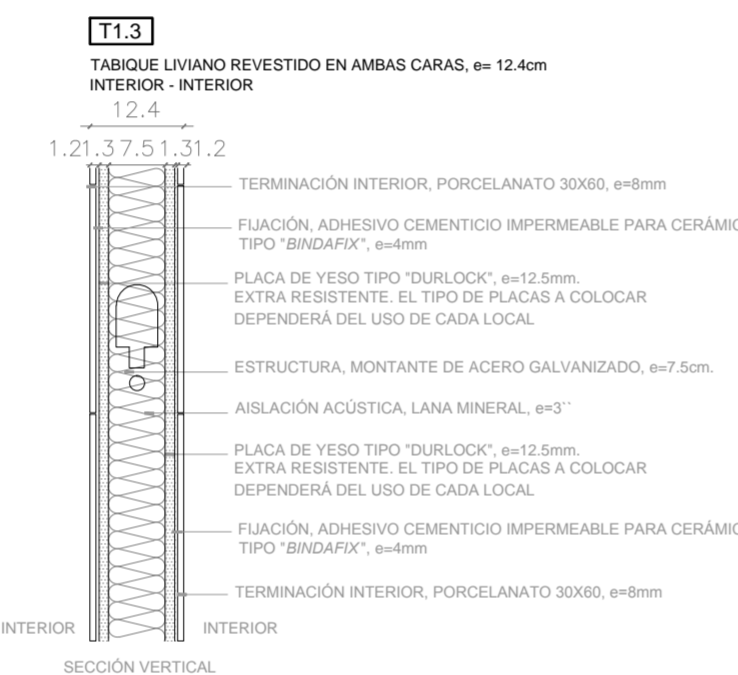 T1.3
TABIQUE LIVIANO REVESTIDO EN AMBAS CARAS, e= 12.4cm
INTERIOR - INTERIOR
12.4
1.2 1.3 7.5 1.3 1.2
TERMINACIÓN INTERIOR, PORCELANATO 30X60, e=8mm
FIJACIÓN, ADHESIVO CEMENTICIO IMPERMEABLE PARA
TIPO "BINDAFIX", e=4mm
PLACA DE YESO TIPO "DURLOCK", e=12.5mm.
EXTRA RESISTENTE. EL TIPO DE PLACAS A COLOCAR
DEPENDERÁ DEL USO DE CADA LOCAL
ESTRUCTURA, MONTANTE DE ACERO GALVANIZADO, e=7.5cm.
AISLACIÓN ACÚSTICA, LANA MINERAL, e=3``
PLACA DE YESO TIPO "DURLOCK", e=12.5mm.
EXTRA RESISTENTE. EL TIPO DE PLACAS A COLOCAR
DEPENDERÁ DEL USO DE CADA LOCAL
FIJACIÓN, ADHESIVO CEMENTICIO IMPERMEABLE PARA
TIPO "BINDAFIX", e=4mm
TERMINACIÓN INTERIOR, PORCELANATO 30X60, e=8mm
INTERIOR INTERIOR
SECCIÓN VERTICAL